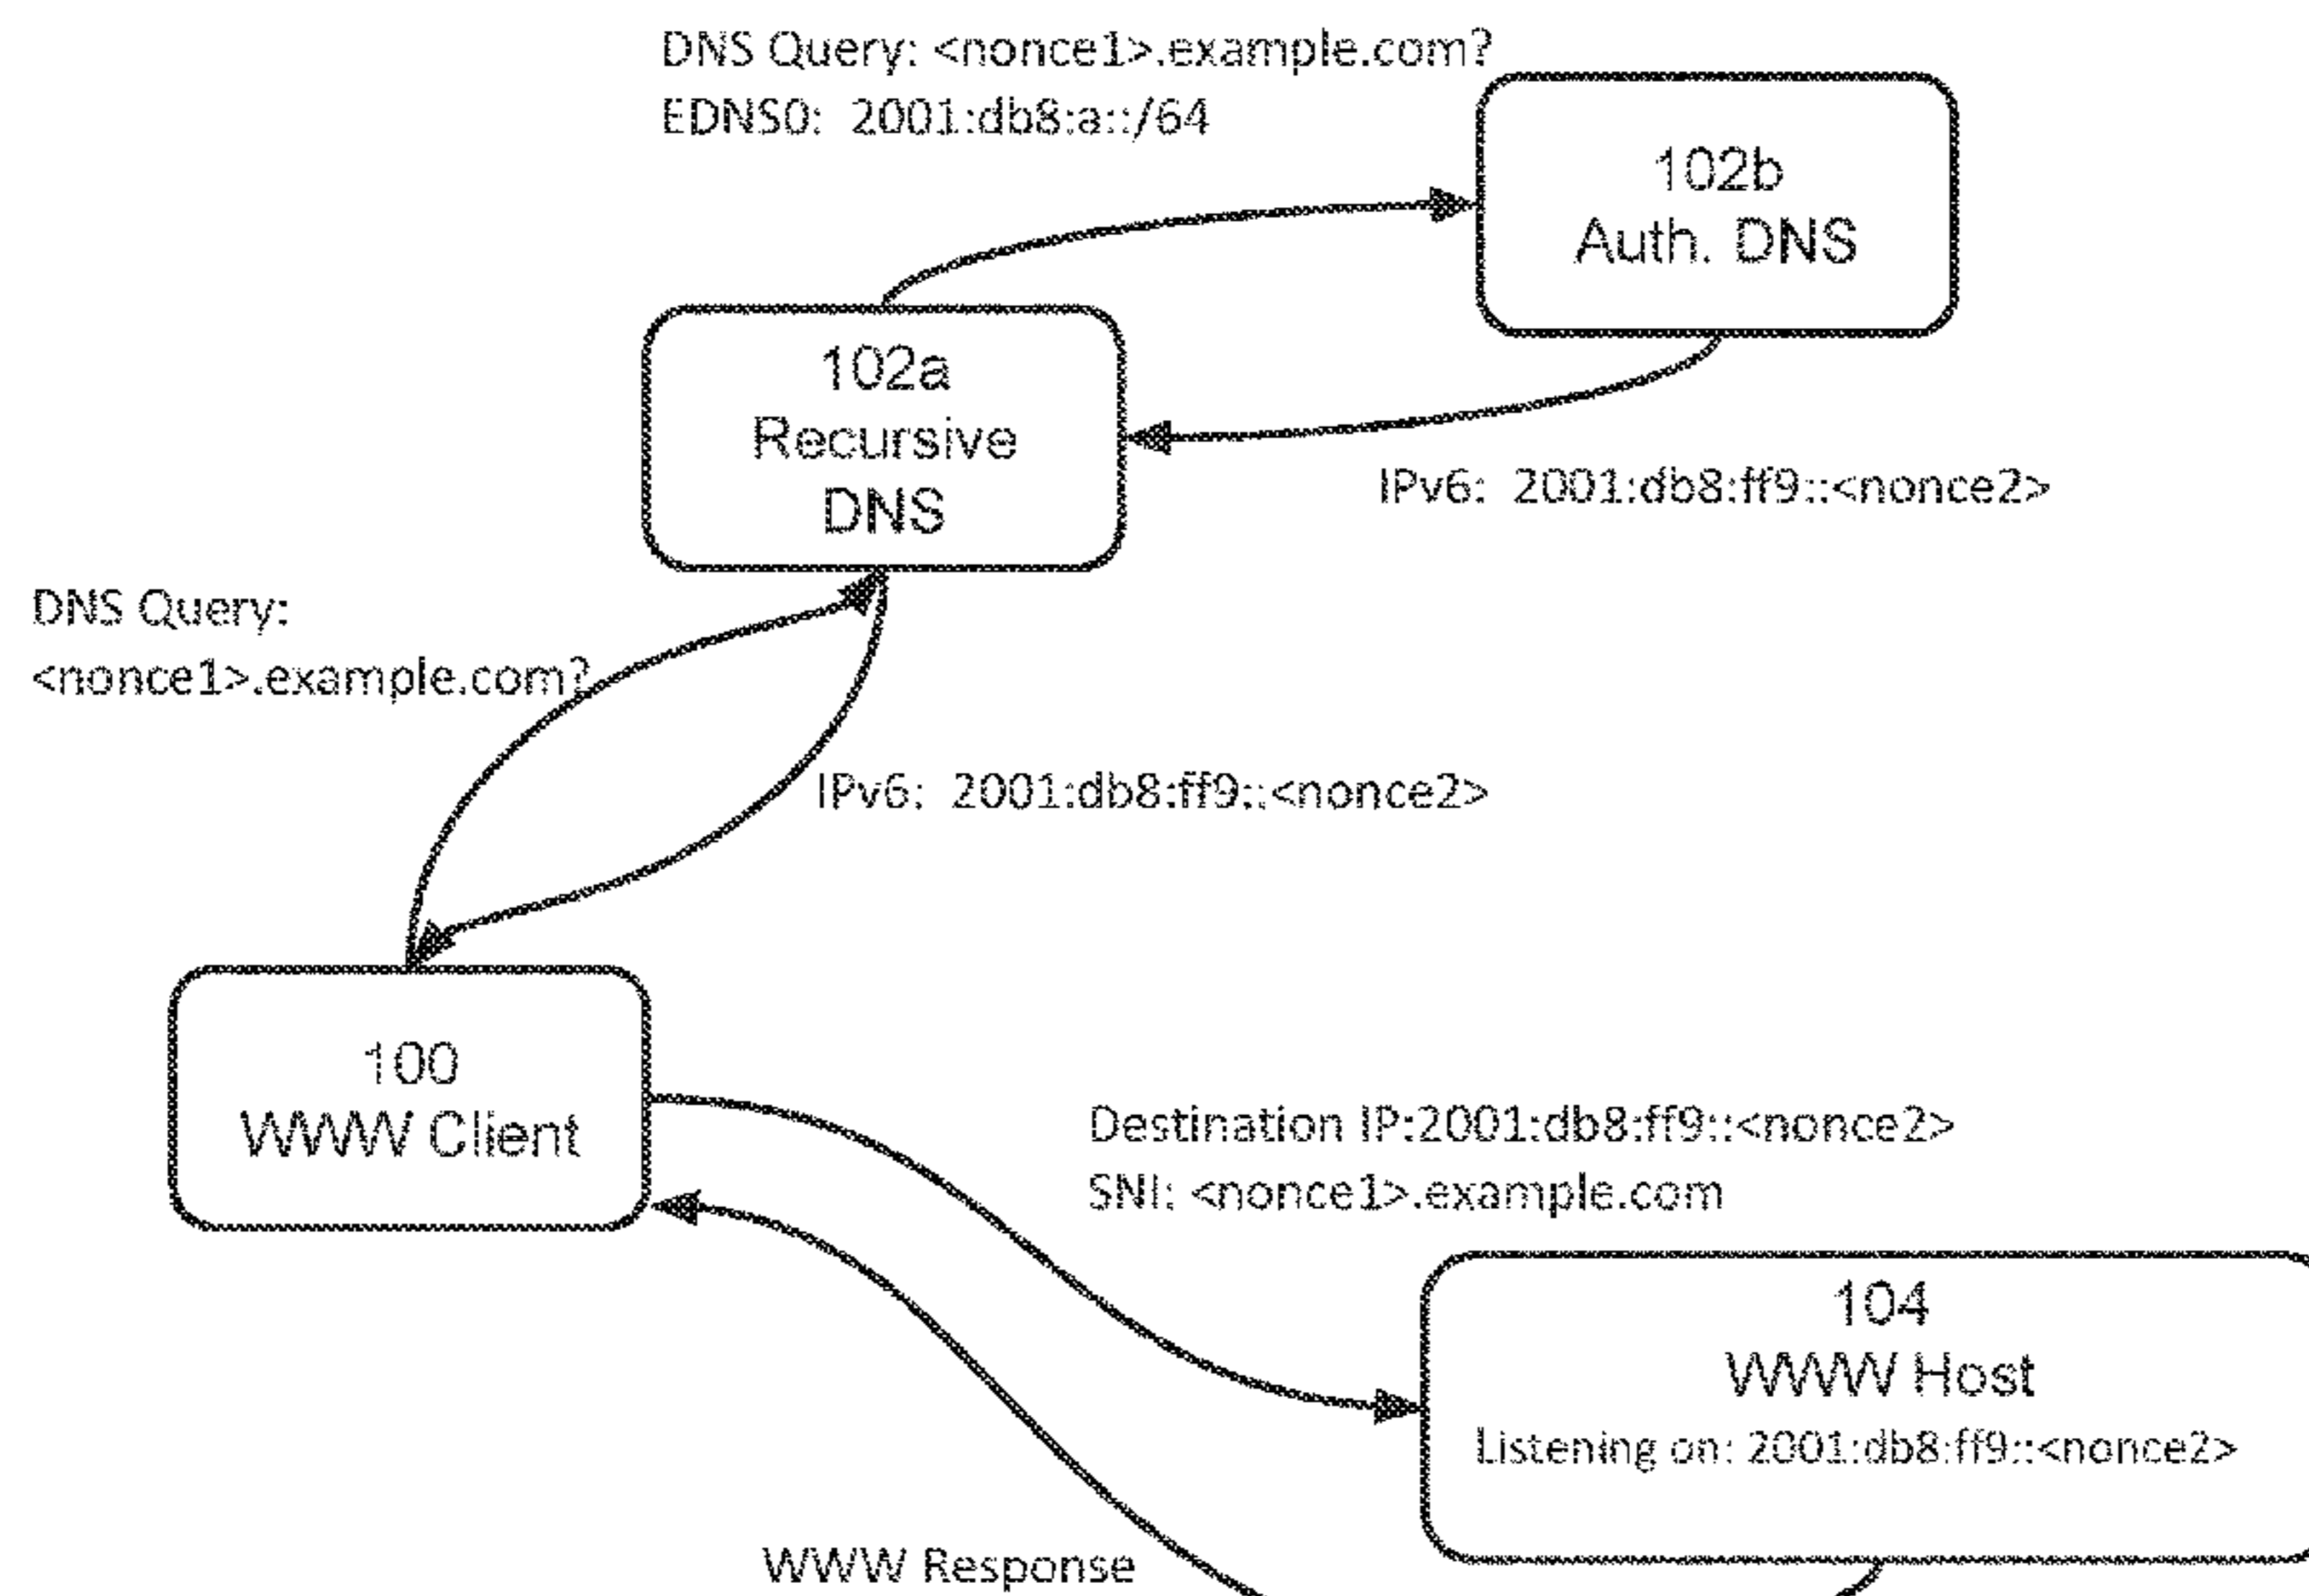 DNS Query: <nonce1>.example.com?
EDNS0: 2001:db8:a::/64
102b
Auth. DNS
102a
Recursive
DNS
IPv6: 2001:db8:ff9::<nonce2>
DNS Query:
<nonce1>.example.com?
IPv6: 2001:db8:ff9::<nonce2>
100
WWW Client
Destination IP:2001:db8:ff9::<nonce2>
SNI: <nonce1>.example.com
104
WWW Host
Listening on: 2001:db8:ff9::<nonce2>
WWW Response